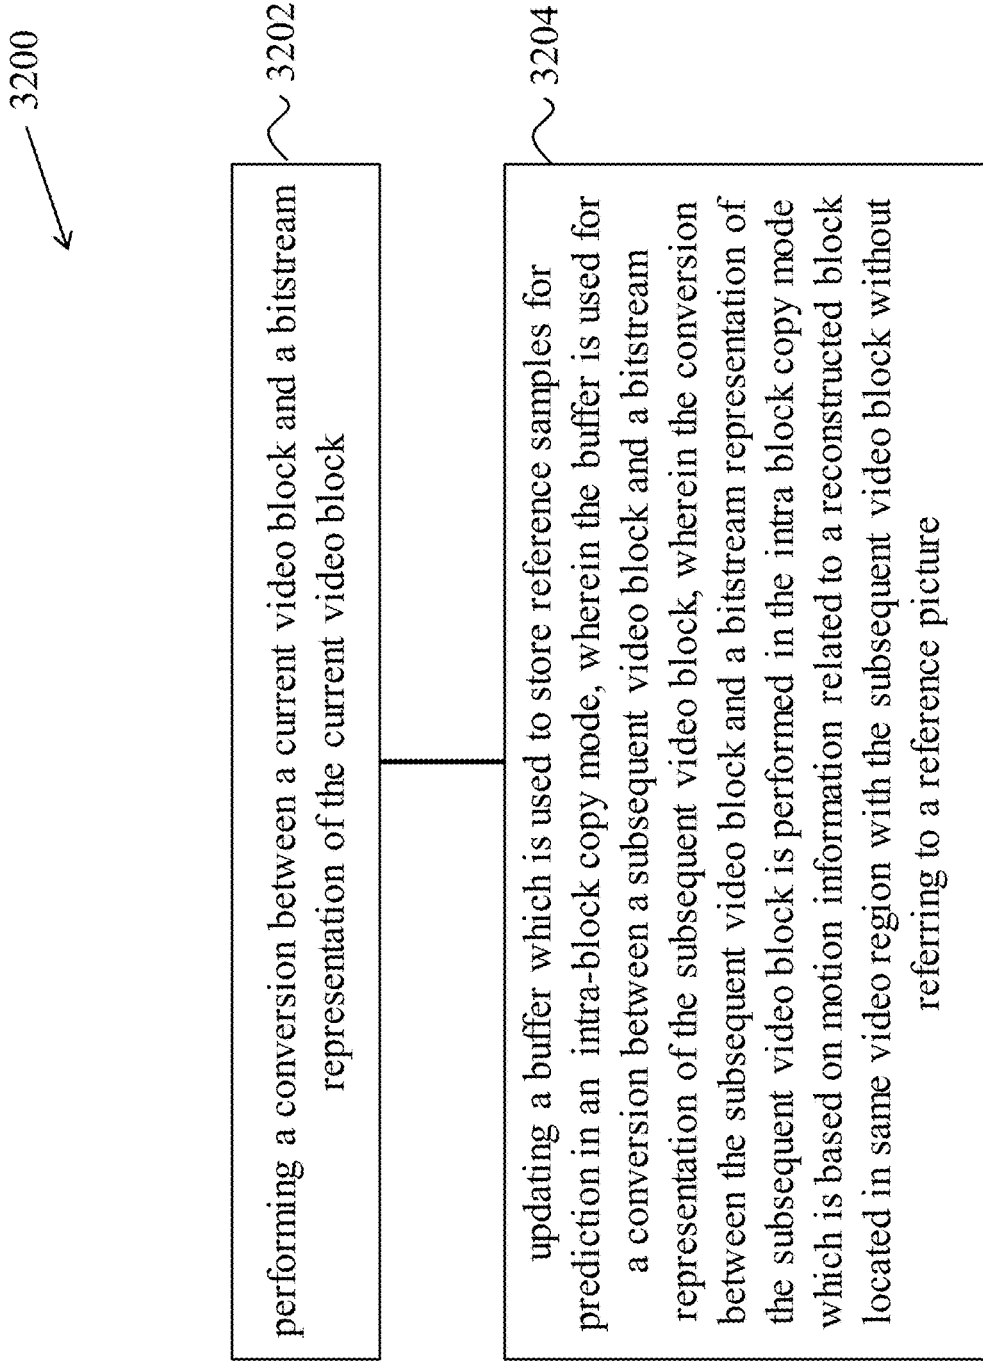 3200
performing a conversion between a current video block and a bitstream
representation of the current video block
3202
updating a buffer which is used to store reference samples for
prediction in an intra-block copy mode, wherein the buffer is used for
a conversion between a subsequent video block and a bitstream
representation of the subsequent video block, wherein the conversion
between the subsequent video block and a bitstream representation of
the subsequent video block is performed in the intra block copy mode
which is based on motion information related to a reconstructed block
located in same video region with the subsequent video block without
referring to a reference picture
3204